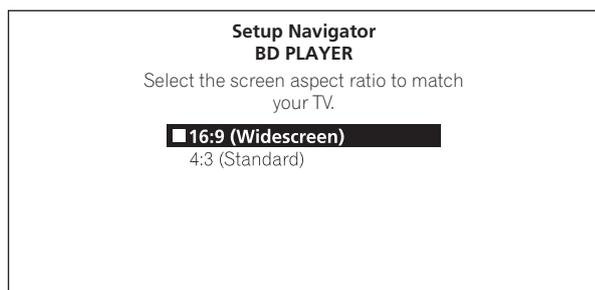 Setup Navigator
BD PLAYER
Select the screen aspect ratio to match
your TV.
16:9 (Widescreen)
4:3 (Standard)